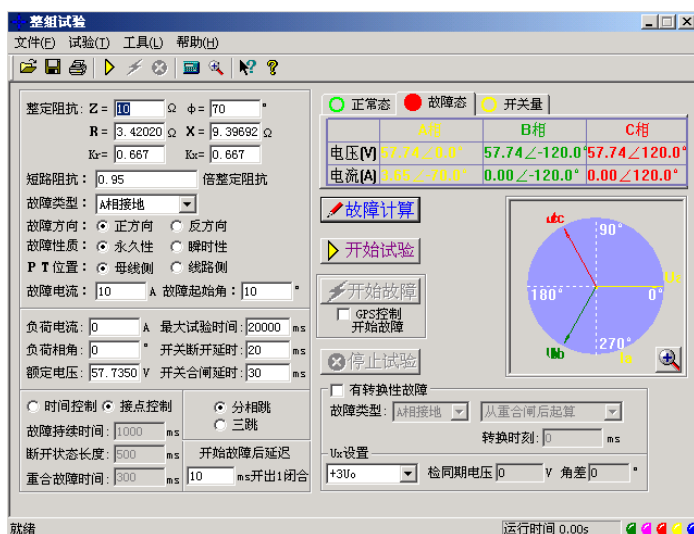 整组试验
文件(F) 试验(T) 工具(L) 帮助(H)
整定阻抗: Z = 10 Ω φ= 70 °
R = 3.42020 Ω X = 9.39692 Ω
Kr= 0.667 Kx= 0.667
短路阻抗: 0.95 倍整定阻抗
故障类型: A相接地
故障方向: 正方向 反方向
故障性质: 永久性 瞬时性
P T位置: 母线侧 线路侧
故障电流: 10 A 故障起始角: 10 °
负荷电流: 0 A 最大试验时间: 20000 ms
负荷相角: 0 ° 开关断开延时: 20 ms
额定电压: 57.7350 V 开关合闸延时: 30 ms
时间控制 接点控制
故障持续时间: 1000 ms
断开状态长度: 500 ms
重合故障时间: 300 ms
分相跳
三跳
开始故障后延迟
10 ms开出1闭合
正常态 故障态 开关量
A相 B相 C相
电压(V) 57.74∠0.0° 57.74∠-120.0° 57.74∠120.0°
电流(A) 3.65∠-70.0° 0.00∠-120.0° 0.00∠120.0°
故障计算
开始试验
开始故障
GPS控制
开始故障
停止试验
90°
180°
0°
270°
Ux
Ia
有转换性故障
故障类型: A相接地 从重合闸后起算
转换时刻: 0 ms
Ux设置
+3Uo 检同期电压 0 V 角差 0 °
就绪
运行时间 0.00s